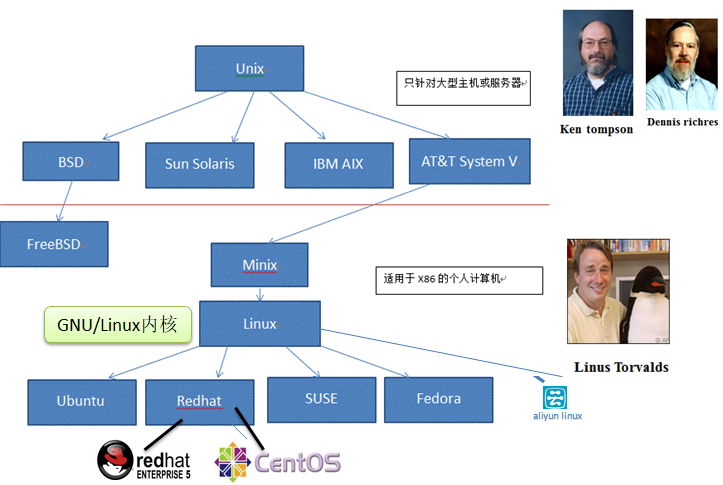 Unix
只针对大型主机或服务器
Ken tompson
Dennis richres
BSD
Sun Solaris
IBM AIX
AT&T System V
FreeBSD
Minix
适用于 X86 的个人计算机
GNU/Linux内核
Linux
Linus Torvalds
Ubuntu
Redhat
SUSE
Fedora
aliyun linux
redhat
ENTERPRISE 5
CentOS